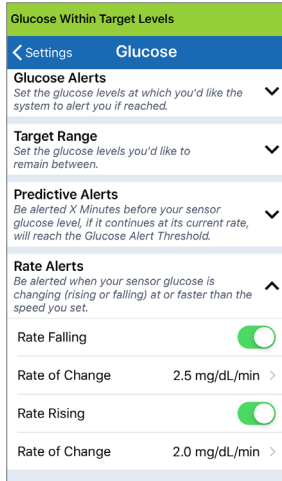 Glucose Within Target Levels
Settings
Glucose
Glucose Alerts
Set the glucose levels at which you'd like the
system to alert you if reached.
Target Range
Set the glucose levels you'd like to
remain between.
Predictive Alerts
Be alerted X Minutes before your sensor
glucose level, if it continues at its current rate,
will reach the Glucose Alert Threshold.
Rate Alerts
Be alerted when your sensor glucose is
changing (rising or falling) at or faster than the
speed you set.
Rate Falling
Rate of Change 2.5 mg/dL/min
Rate Rising
Rate of Change 2.0 mg/dL/min